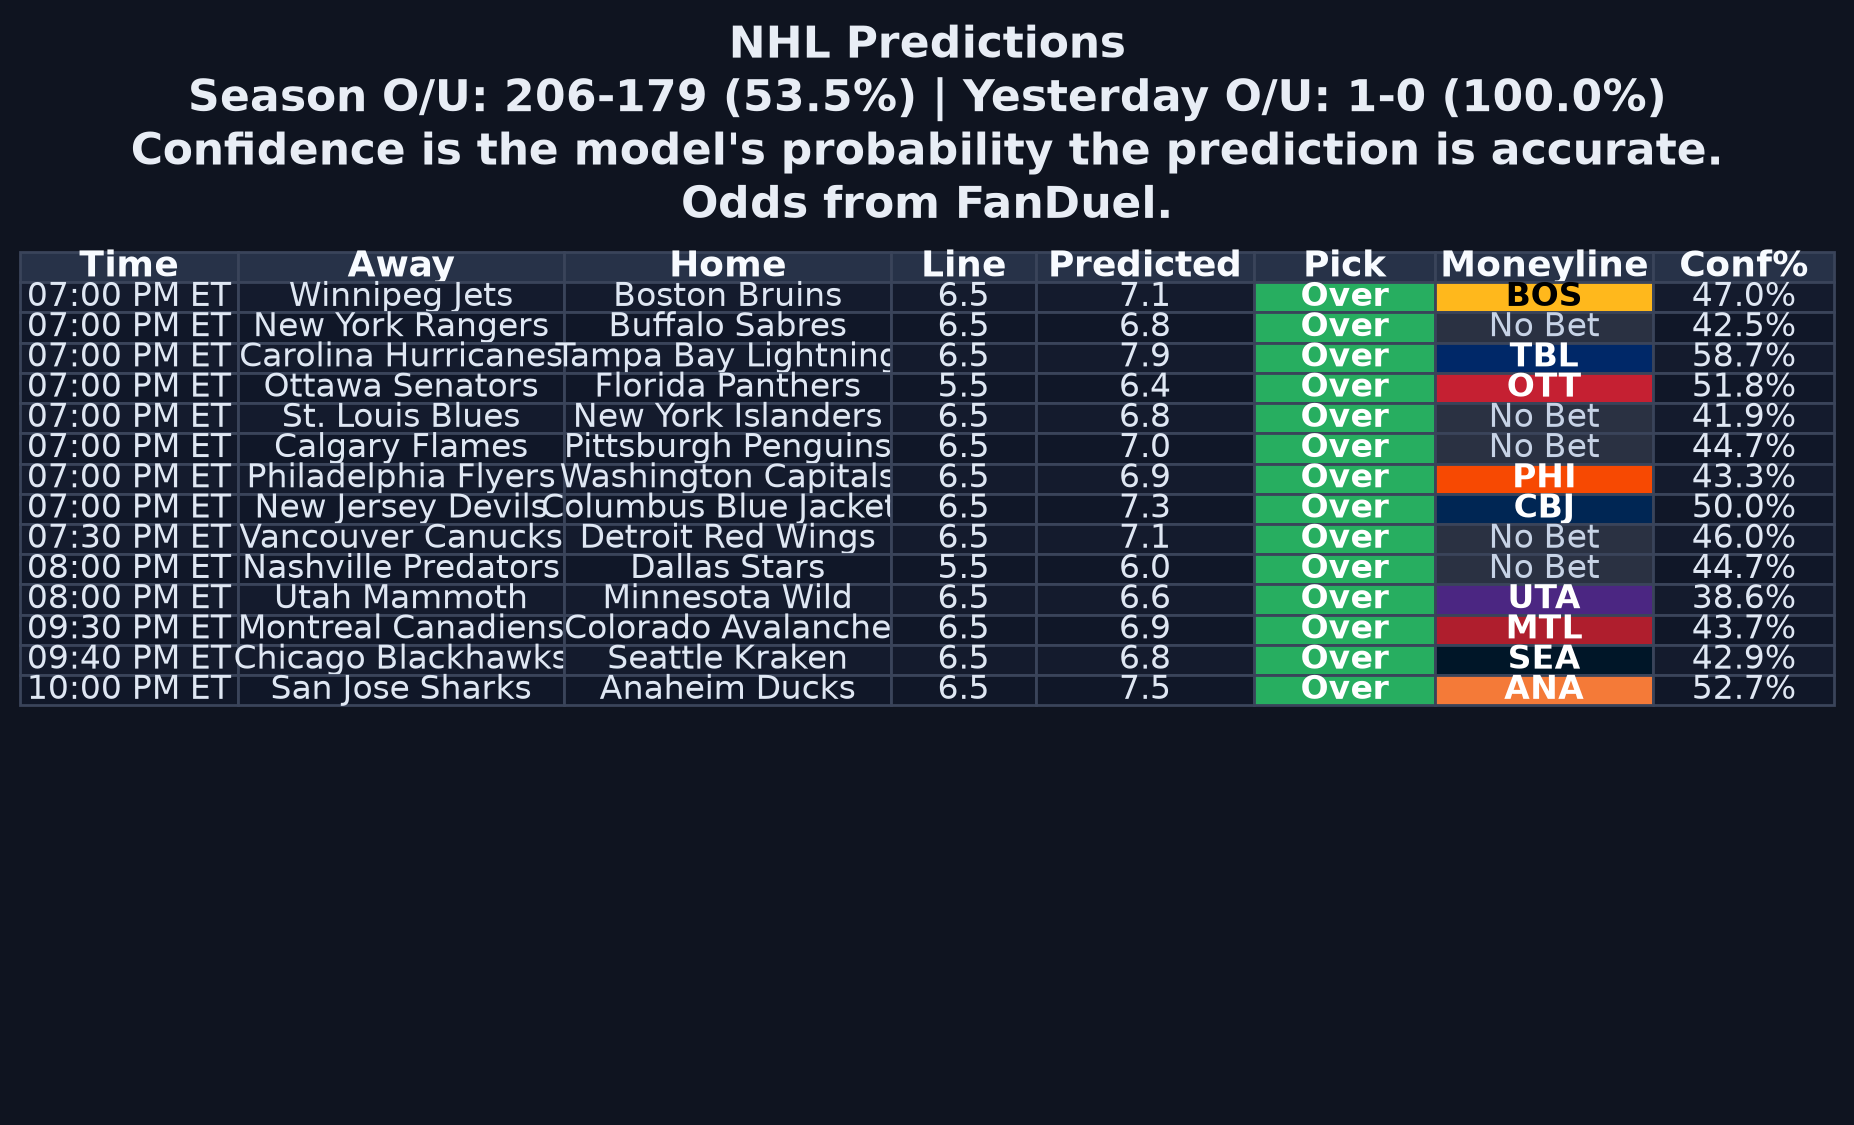 NHL Predictions
Season O/U: 206-179 (53.5%) | Yesterday O/U: 1-0 (100.0%)
Confidence is the model's probability the prediction is accurate.
Odds from FanDuel.
Time Away Home Line Predicted Pick Moneyline Conf%
07:00 PM ET Winnipeg Jets Boston Bruins 6.5 7.1 Over BOS 47.0%
07:00 PM ET New York Rangers Buffalo Sabres 6.5 6.8 Over No Bet 42.5%
07:00 PM ET Carolina Hurricanes Tampa Bay Lightning 6.5 7.9 Over TBL 58.7%
07:00 PM ET Ottawa Senators Florida Panthers 5.5 6.4 Over OTT 51.8%
07:00 PM ET St. Louis Blues New York Islanders 6.5 6.8 Over No Bet 41.9%
07:00 PM ET Calgary Flames Pittsburgh Penguins 6.5 7.0 Over No Bet 44.7%
07:00 PM ET Philadelphia Flyers Washington Capitals 6.5 6.9 Over PHI 43.3%
07:00 PM ET New Jersey Devils Columbus Blue Jacket 6.5 7.3 Over CBJ 50.0%
07:30 PM ET Vancouver Canucks Detroit Red Wings 6.5 7.1 Over No Bet 46.0%
08:00 PM ET Nashville Predators Dallas Stars 5.5 6.0 Over No Bet 44.7%
08:00 PM ET Utah Mammoth Minnesota Wild 6.5 6.6 Over UTA 38.6%
09:30 PM ET Montreal Canadiens Colorado Avalanche 6.5 6.9 Over MTL 43.7%
09:40 PM ET Chicago Blackhawks Seattle Kraken 6.5 6.8 Over SEA 42.9%
10:00 PM ET San Jose Sharks Anaheim Ducks 6.5 7.5 Over ANA 52.7%